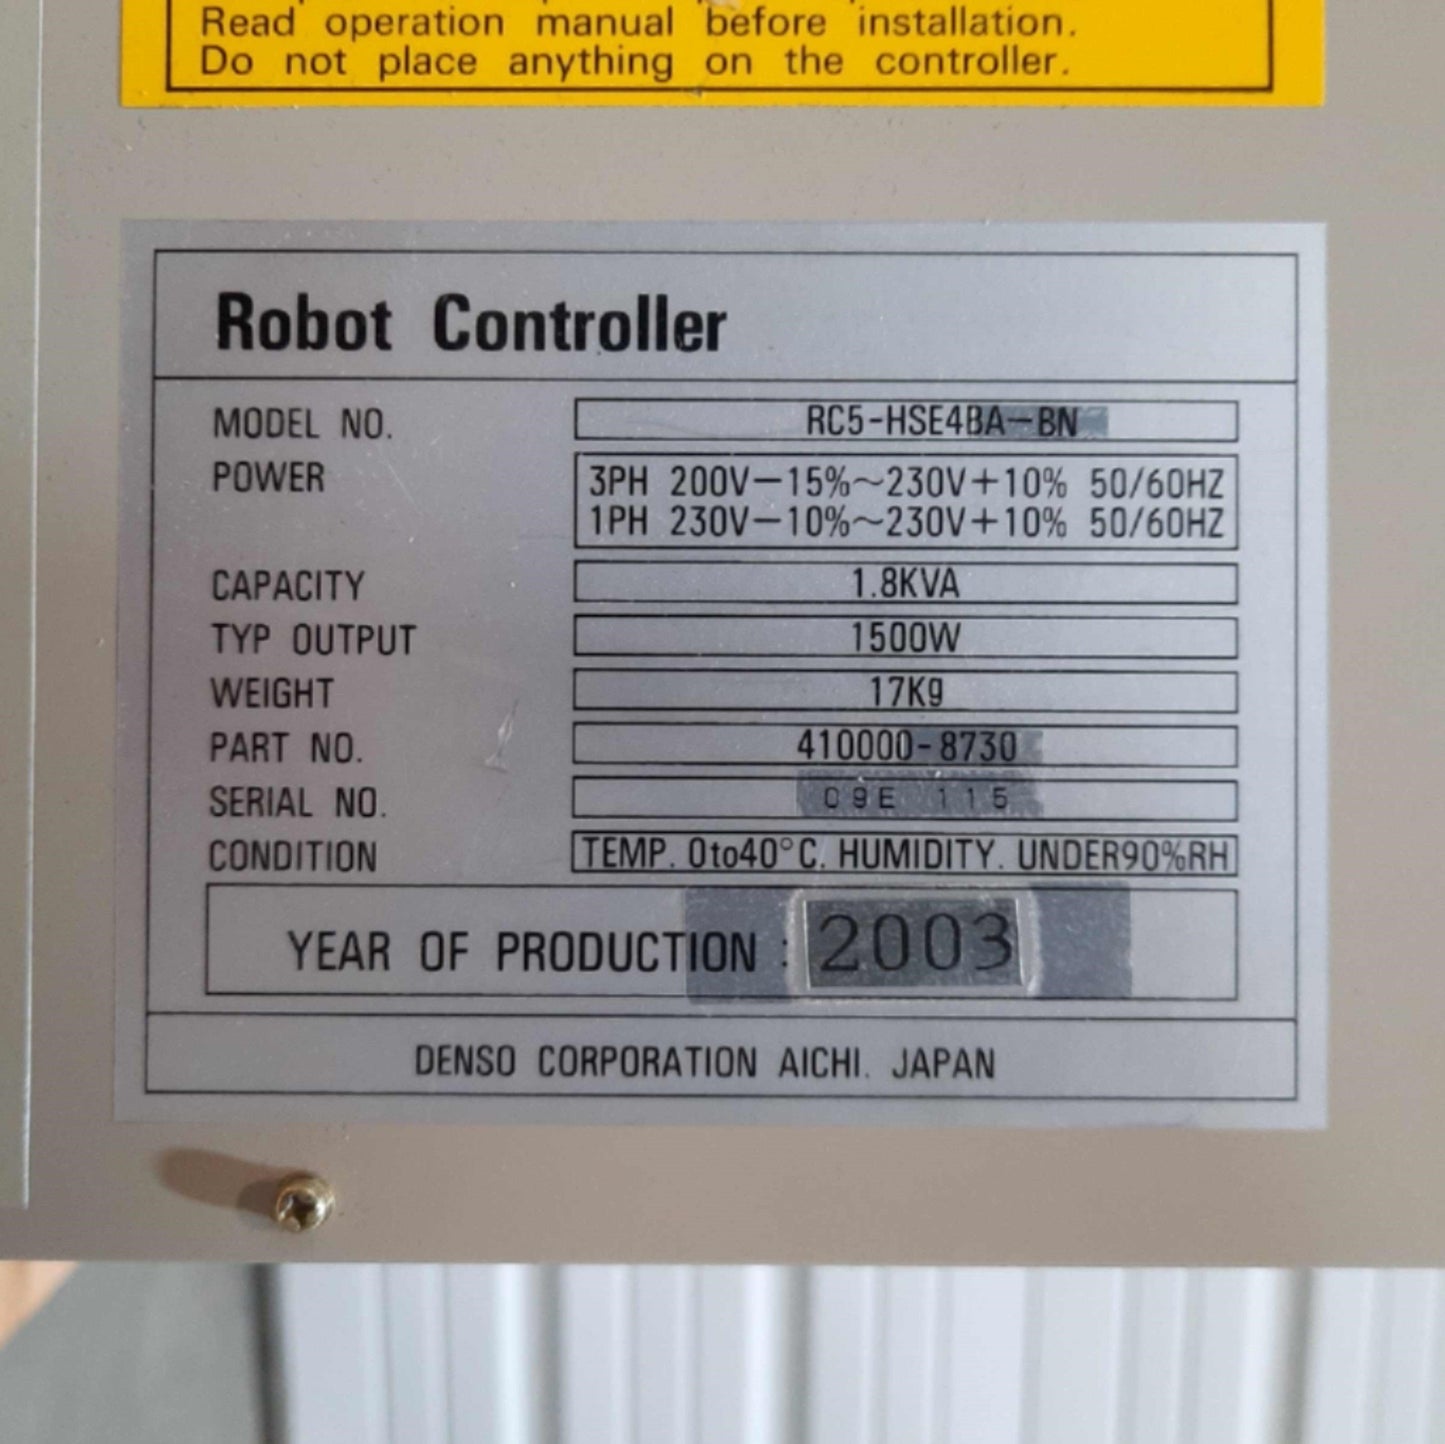 Read operation manual before installation.
Do not place anything on the controller.
Robot Controller
MODEL NO. RC5-HSE4BA-BN
POWER 3PH 200V-15%~230V+10% 50/60HZ
1PH 230V-10%~230V+10% 50/60HZ
CAPACITY 1.8KVA
TYP OUTPUT 1500W
WEIGHT 17K9
PART NO. 410000-8730
SERIAL NO. 09E 115
CONDITION TEMP. 0to40°C. HUMIDITY. UNDER90%RH
YEAR OF PRODUCTION : 2003
DENSO CORPORATION AICHI. JAPAN